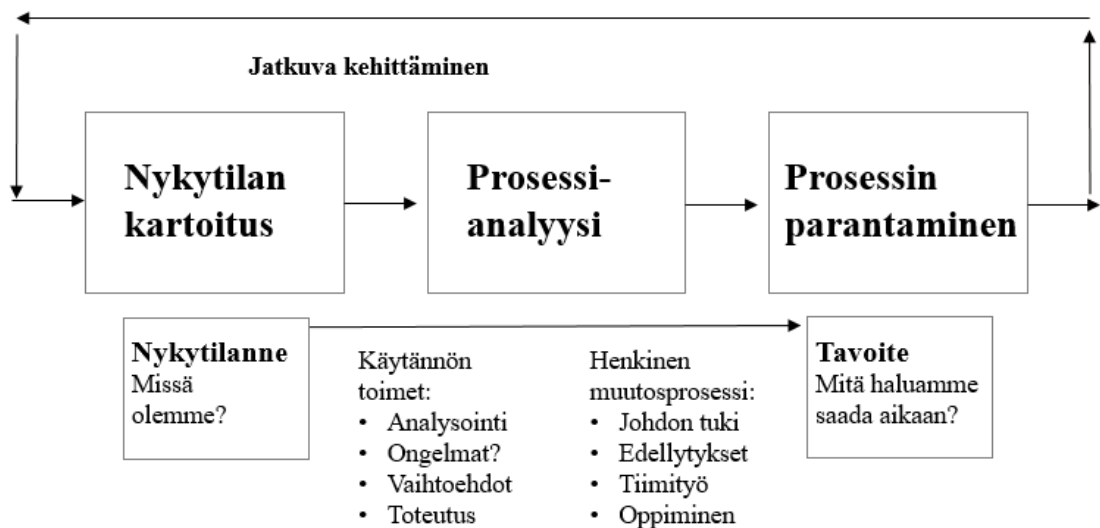 Jatkuva kehittäminen
Nykytilan
kartoitus
Prosessi-
analyysi
Prosessin
parantaminen
Nykytilanne
Missä
olemme?
Käytännön
toimet:
• Analysointi
• Ongelmat?
• Vaihtoehdot
• Toteutus
Henkinen
muutosprosessi:
• Johdon tuki
• Edellytykset
• Tiimityö
• Oppiminen
Tavoite
Mitä haluamme
saada aikaan?